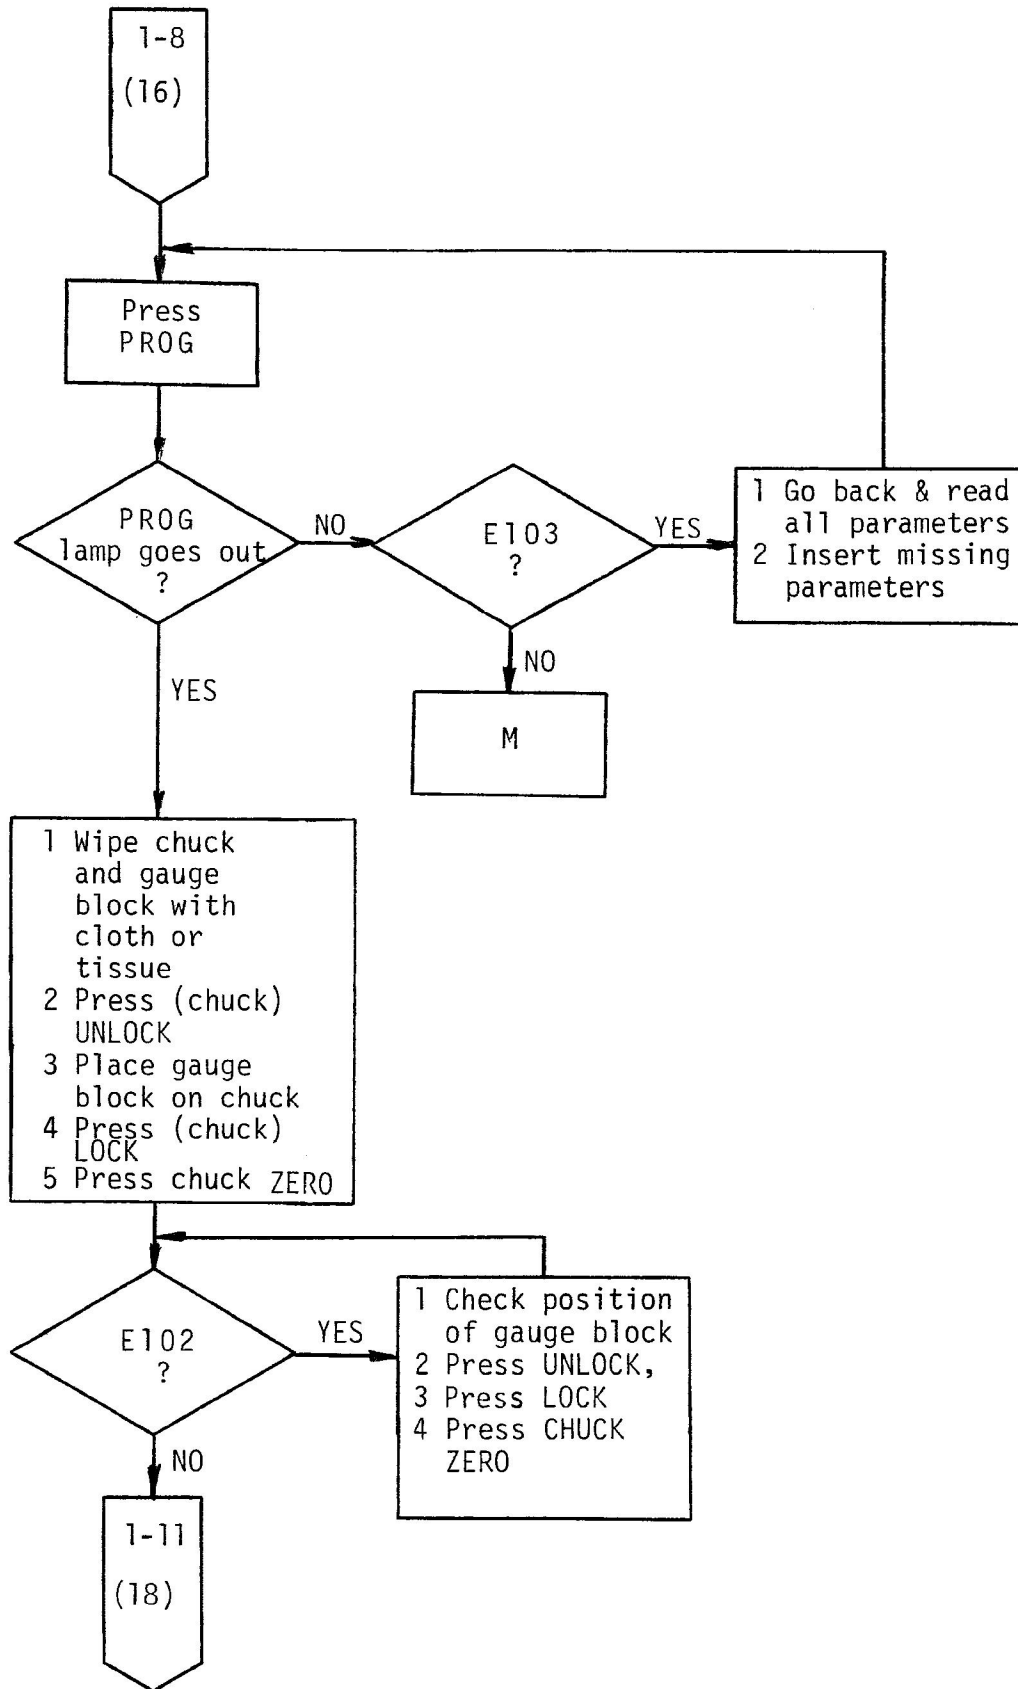 1-8
(16)
Press
PROG
PROG
lamp goes out
?
NO
E103
?
YES
1 Go back & read
all parameters
2 Insert missing
parameters
NO
M
YES
1 Wipe chuck
and gauge
block with
cloth or
tissue
2 Press (chuck)
UNLOCK
3 Place gauge
block on chuck
4 Press (chuck)
LOCK
5 Press chuck ZERO
E102
?
YES
1 Check position
of gauge block
2 Press UNLOCK,
3 Press LOCK
4 Press CHUCK
ZERO
NO
1-11
(18)